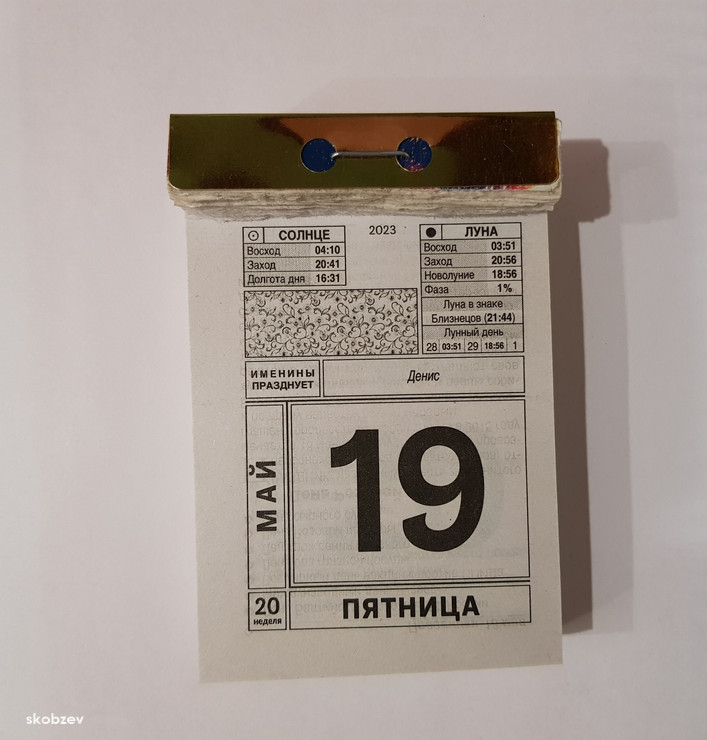 СОЛНЦЕ
Восход 04:10
Заход 20:41
Долгота дня 16:31
2023
ЛУНА
Восход 03:51
Заход 20:56
Новолуние 18:56
Фаза 1%
Луна в знаке
Близнецов (21:44)
Лунный день
28 03:51 29 18:56 1
ИМЕНИНЫ
ПРАЗДНУЕТ
Денис
МАЙ
19
20
неделя
ПЯТНИЦА
skobzev